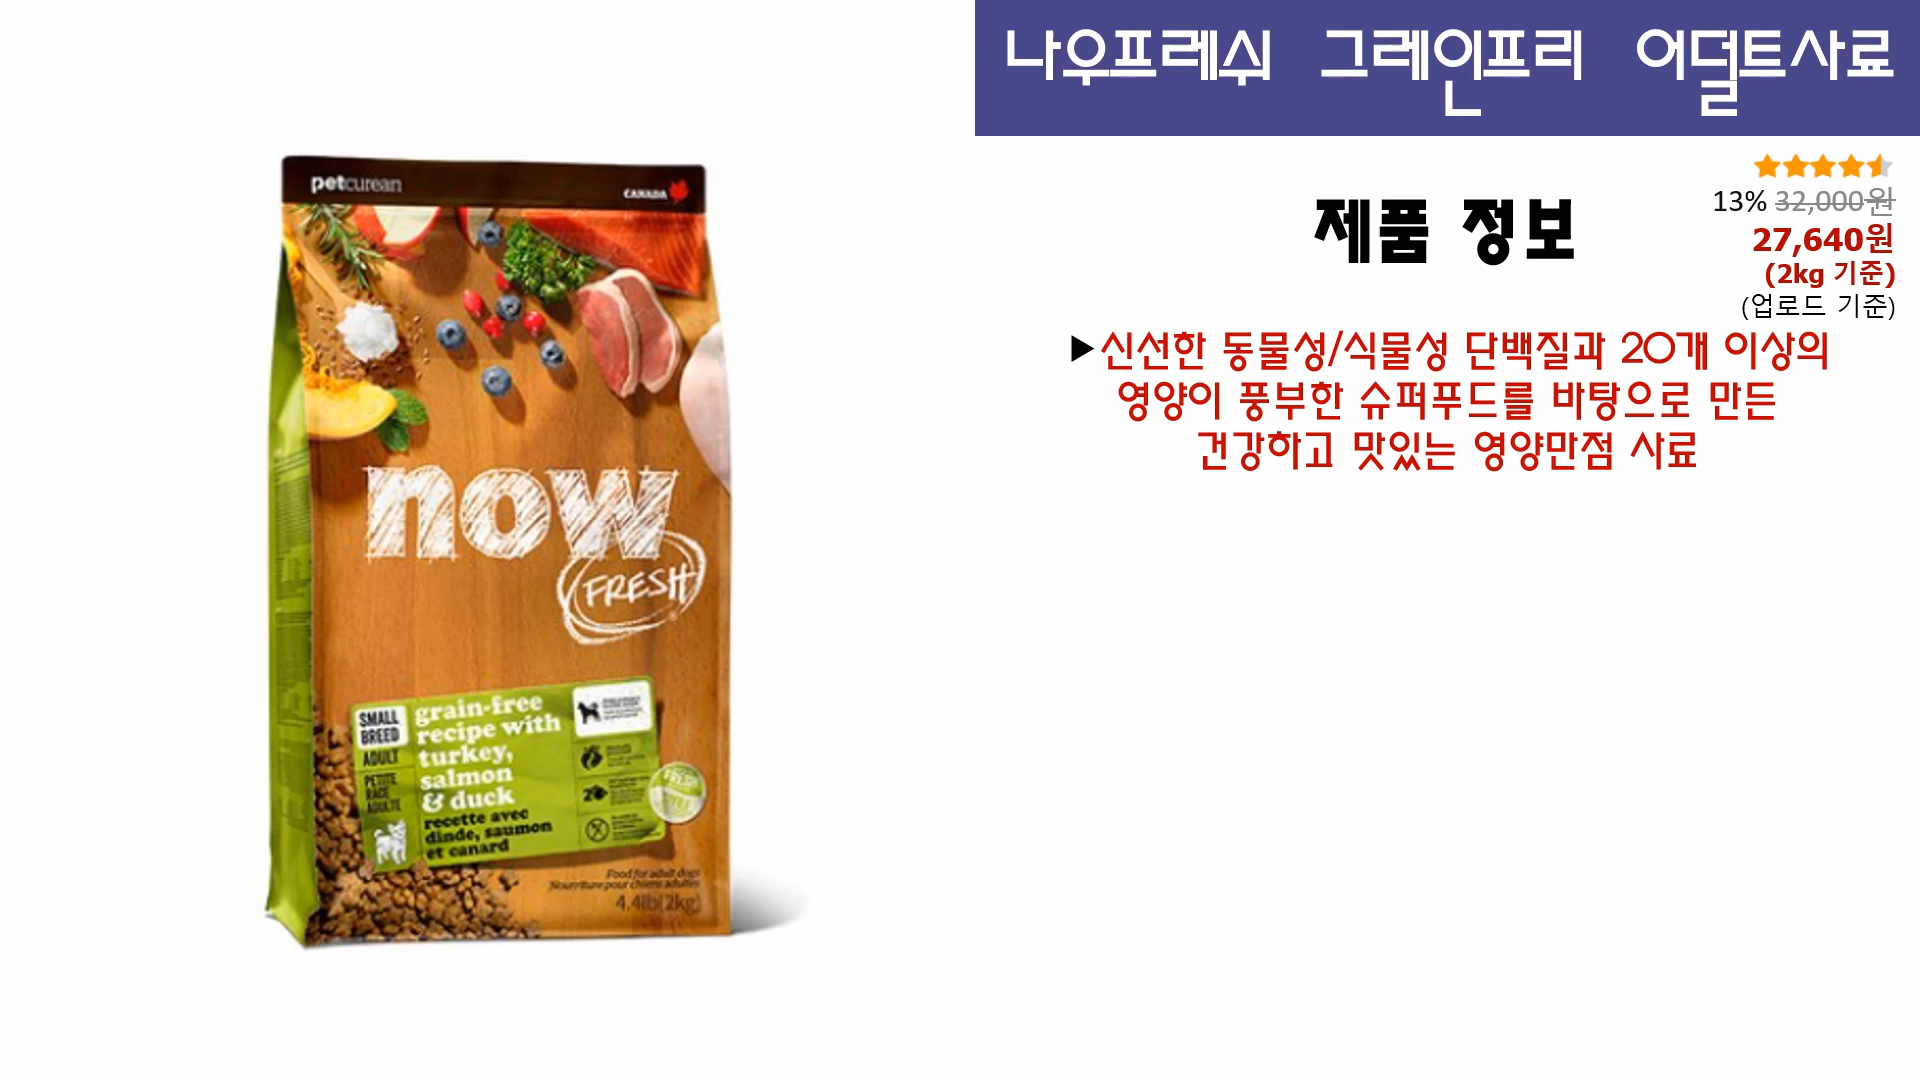 나우프레쉬 그레인프리 어덜트사료
제품 정보
13% 32,000원
27,640원
(2kg 기준)
(업로드 기준)
▶신선한 동물성/식물성 단백질과 20개 이상의
영양이 풍부한 슈퍼푸드를 바탕으로 만든
건강하고 맛있는 영양만점 사료
petcurean
CANADA
now
FRESH
SMALL
BREED
ADULT
PETITE
RACE
ADULTE
grain-free
recipe with
turkey,
salmon
& duck
recette avec
dinde, saumon
et canard
FRESH
Food for adult dogs
Nourriture pour chiens adultes
4.4lb(2kg)